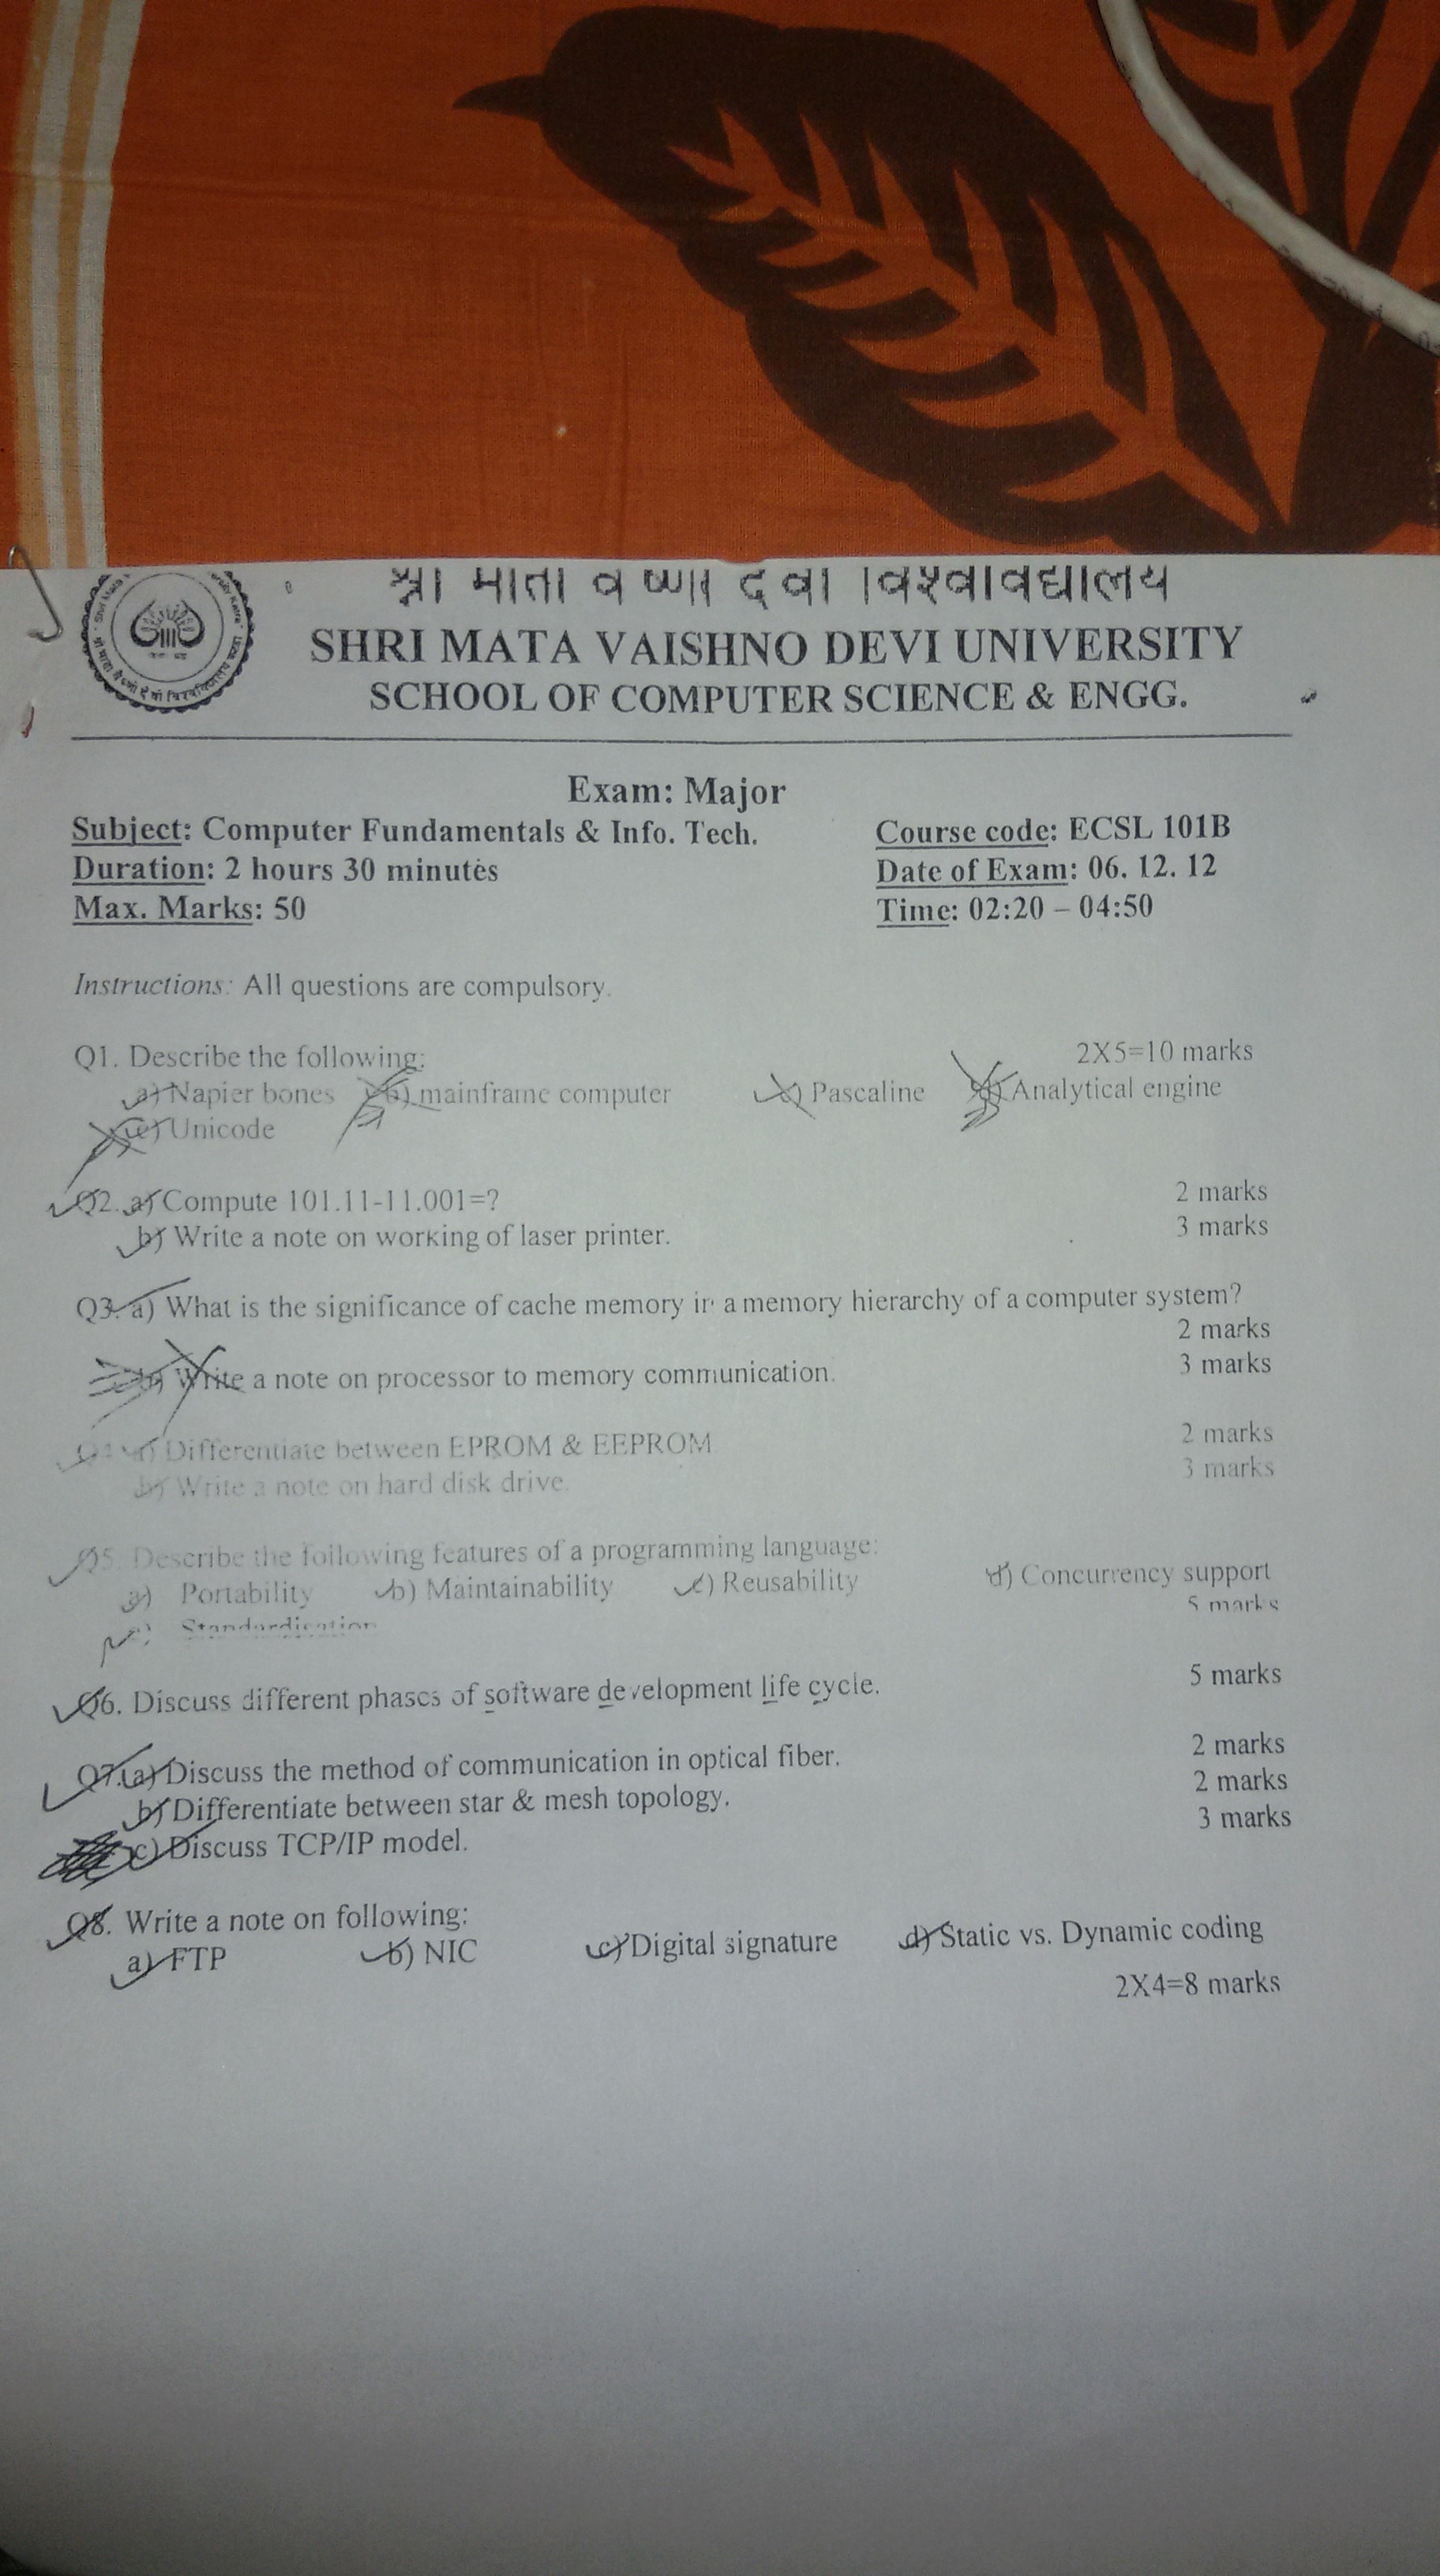 श्री माता वैष्णो देवी विश्वविद्यालय
SHRI MATA VAISHNO DEVI UNIVERSITY
SCHOOL OF COMPUTER SCIENCE & ENGG.
Exam: Major
Subject: Computer Fundamentals & Info. Tech. Course code: ECSL 101B
Duration: 2 hours 30 minutes Date of Exam: 06. 12. 12
Max. Marks: 50 Time: 02:20 – 04:50
Instructions: All questions are compulsory.
Q1. Describe the following: 2X5=10 marks
a) Napier bones b) mainframe computer c) Pascaline d) Analytical engine
e) Unicode
Q2. a) Compute 101.11-11.001=? 2 marks
b) Write a note on working of laser printer. 3 marks
Q3. a) What is the significance of cache memory in a memory hierarchy of a computer system?
2 marks
b) Write a note on processor to memory communication. 3 marks
Q4. a) Differentiate between EPROM & EEPROM 2 marks
b) Write a note on hard disk drive. 3 marks
Q5. Describe the following features of a programming language:
a) Portability b) Maintainability c) Reusability d) Concurrency support
5 marks
e) Standardisation
Q6. Discuss different phases of software development life cycle. 5 marks
Q7.(a) Discuss the method of communication in optical fiber. 2 marks
b) Differentiate between star & mesh topology. 2 marks
c) Discuss TCP/IP model. 3 marks
Q8. Write a note on following:
a) FTP b) NIC c) Digital signature d) Static vs. Dynamic coding
2X4=8 marks